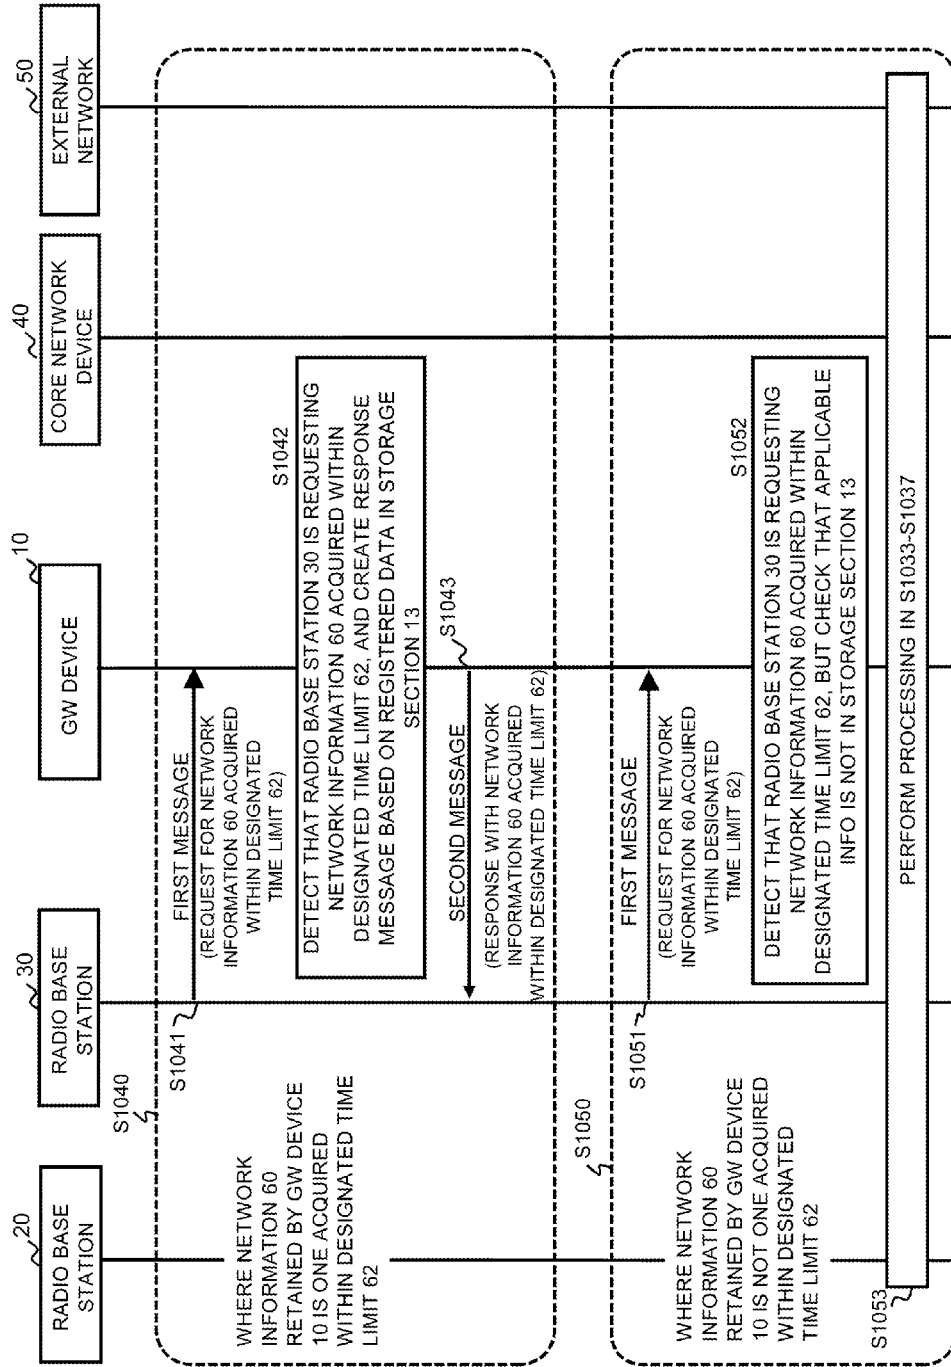 20
RADIO BASE
STATION
30
RADIO BASE
STATION
10
GW DEVICE
40
CORE NETWORK
DEVICE
50
EXTERNAL
NETWORK
S1040
WHERE NETWORK
INFORMATION 60
RETAINED BY GW DEVICE
10 IS ONE ACQUIRED
WITHIN DESIGNATED TIME
LIMIT 62
S1041
FIRST MESSAGE
(REQUEST FOR NETWORK
INFORMATION 60 ACQUIRED
WITHIN DESIGNATED
TIME LIMIT 62)
S1042
DETECT THAT RADIO BASE STATION 30 IS REQUESTING
NETWORK INFORMATION 60 ACQUIRED WITHIN
DESIGNATED TIME LIMIT 62, AND CREATE RESPONSE
MESSAGE BASED ON REGISTERED DATA IN STORAGE
SECTION 13
S1043
SECOND MESSAGE
(RESPONSE WITH NETWORK
INFORMATION 60 ACQUIRED
WITHIN DESIGNATED TIME LIMIT 62)
S1050
WHERE NETWORK
INFORMATION 60
RETAINED BY GW DEVICE
10 IS NOT ONE ACQUIRED
WITHIN DESIGNATED
TIME LIMIT 62
S1051
FIRST MESSAGE
(REQUEST FOR NETWORK
INFORMATION 60 ACQUIRED
WITHIN DESIGNATED
TIME LIMIT 62)
S1052
DETECT THAT RADIO BASE STATION 30 IS REQUESTING
NETWORK INFORMATION 60 ACQUIRED WITHIN
DESIGNATED TIME LIMIT 62, BUT CHECK THAT APPLICABLE
INFO IS NOT IN STORAGE SECTION 13
S1053
PERFORM PROCESSING IN S1033-S1037